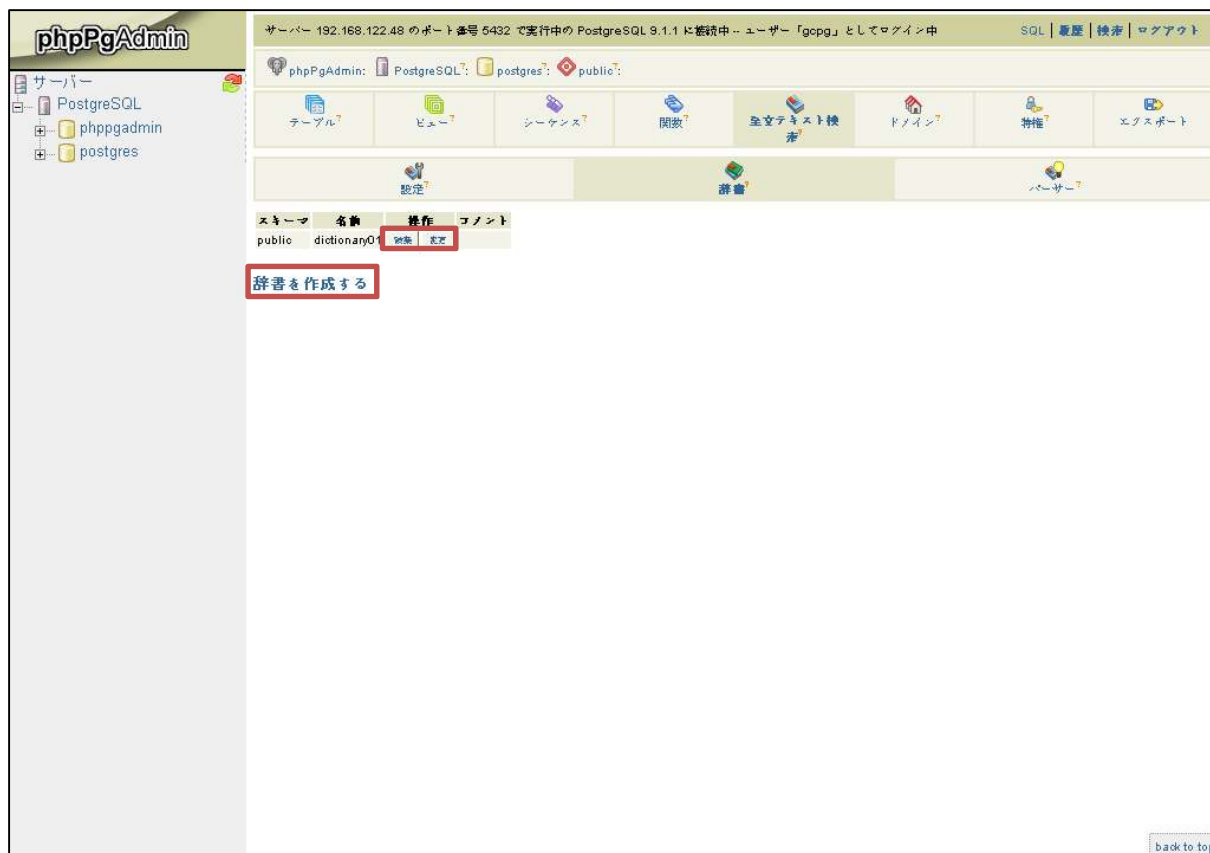 phpPgAdmin
サーバー
PostgreSQL
phppgadmin
postgres
サーバー 192.168.122.48 のポート番号 5432 で実行中の PostgreSQL 9.1.1 に接続中 -- ユーザー「gcpg」としてログイン中
SQL | 履歴 | 検索 | ログアウト
phpPgAdmin: PostgreSQL?: postgres?: public?:
テーブル? ビュー? シーケンス? 関数? 全文テキスト検索? ドメイン? 特権? エクスポート
設定? 辞書? パーサー?
スキーマ 名前 操作 コメント
public dictionary01 破棄 変更
辞書を作成する
back to top